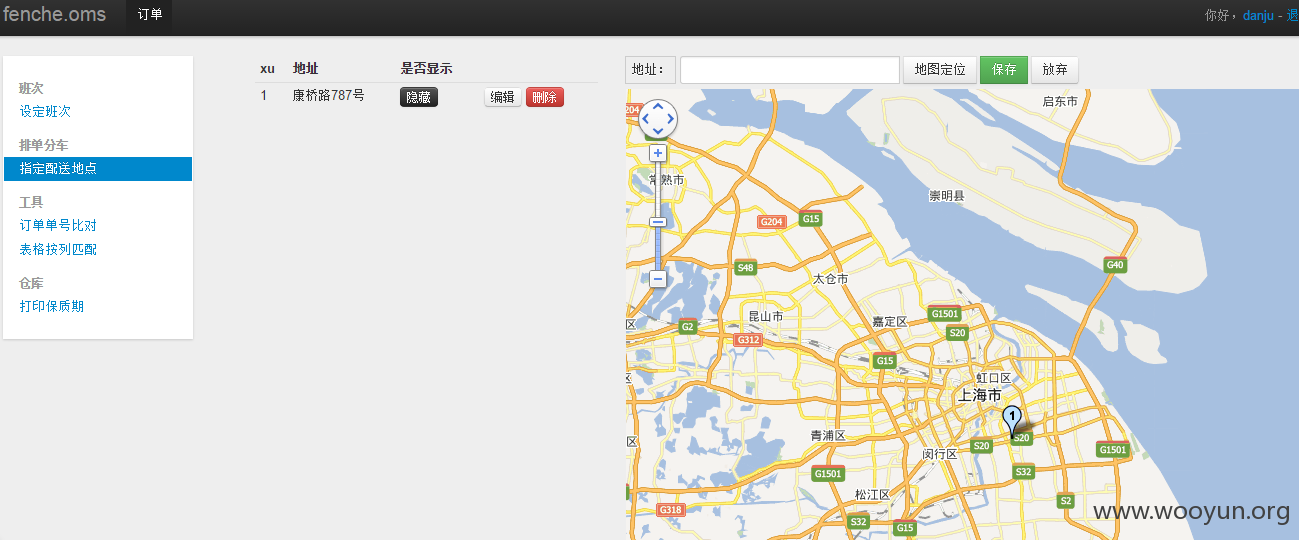 fenche.oms 订单 你好，danju - 退
班次
设定班次
排单分车
指定配送地点
工具
订单单号比对
表格按列匹配
仓库
打印保质期
xu 地址 是否显示
1 康桥路787号 隐藏 编辑 删除
地址： 地图定位 保存 放弃
启东市
204
常熟市
崇明县
G204
G15
G40
S48
太仓市
昆山市
嘉定区
G1501
S20
区
G2
G312
G15
虹口区
区
上海市
1
青浦区
S20
S20
区
闵行区
G1501
G1501
S32
松江区
S2
G318
S32
G15
www.wooyun.org